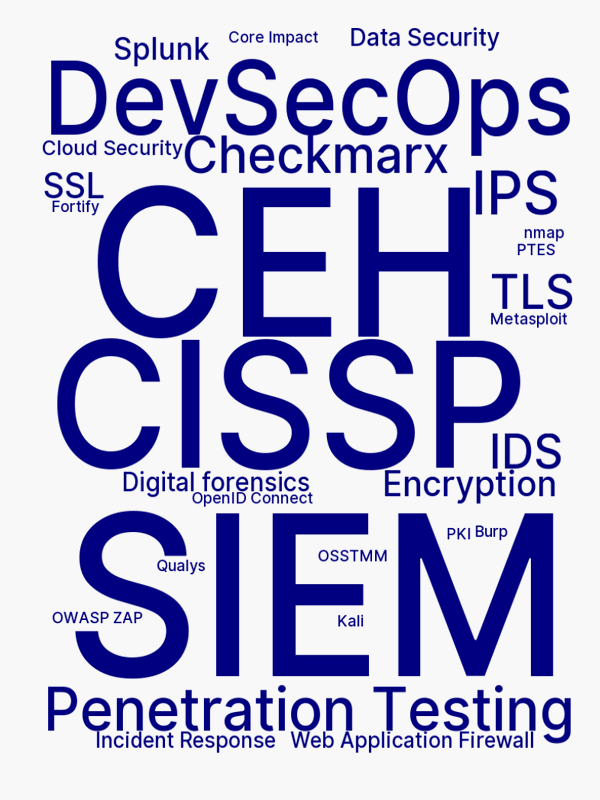 Core Impact
Data Security
Splunk
DevSecOps
Cloud Security
Checkmarx
SSL
IPS
Fortify
nmap
PTES
CEH
TLS
Metasploit
CISSP
IDS
Digital forensics
Encryption
OpenID Connect
PKI
Burp
SIEM
OSSTMM
Qualys
OWASP ZAP
Kali
Penetration Testing
Incident Response
Web Application Firewall